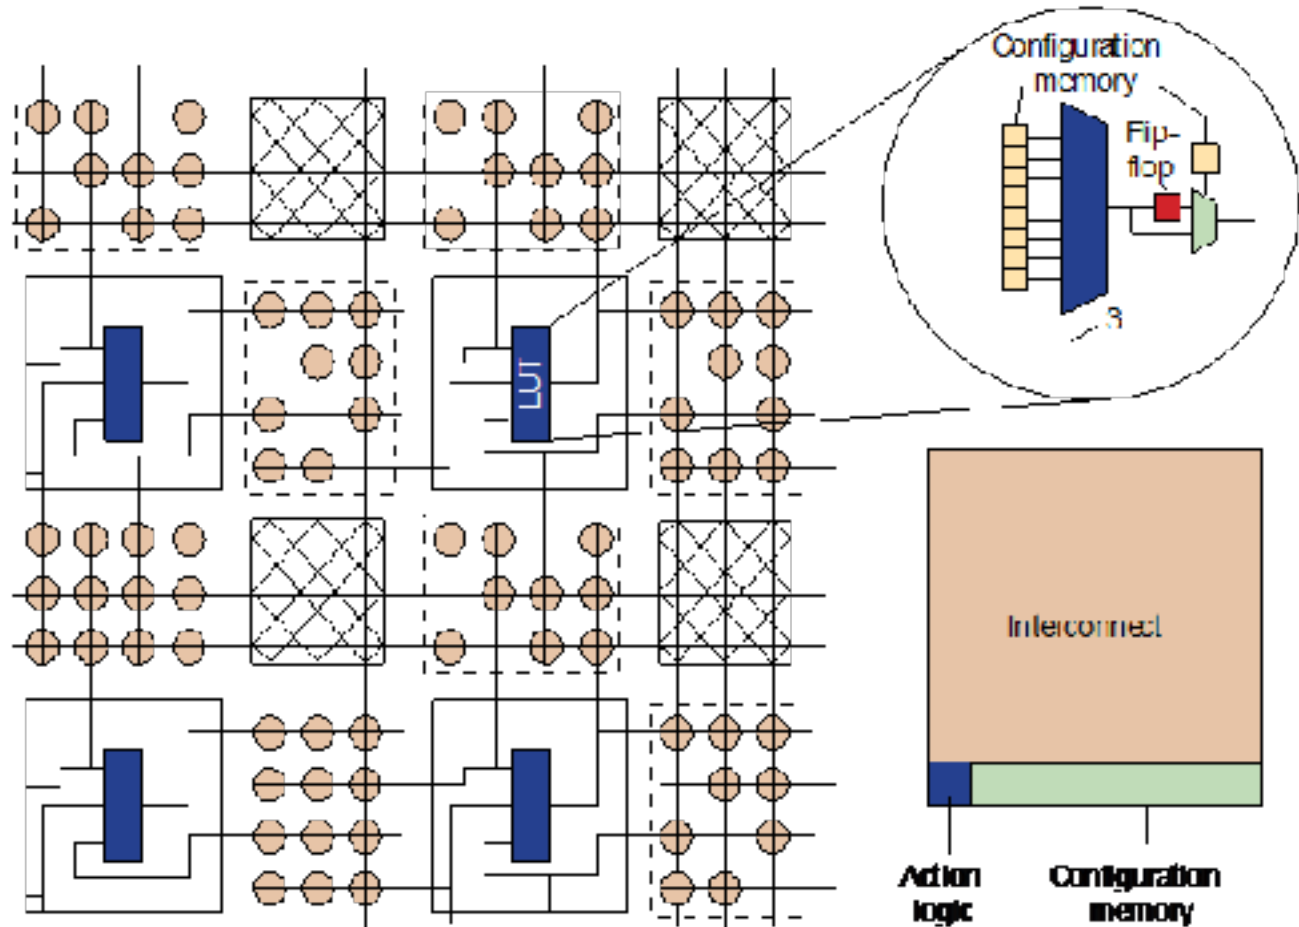 Configuration
memory
Flip-
flop
3
LUT
Interconnect
Action
logic
Configuration
memory